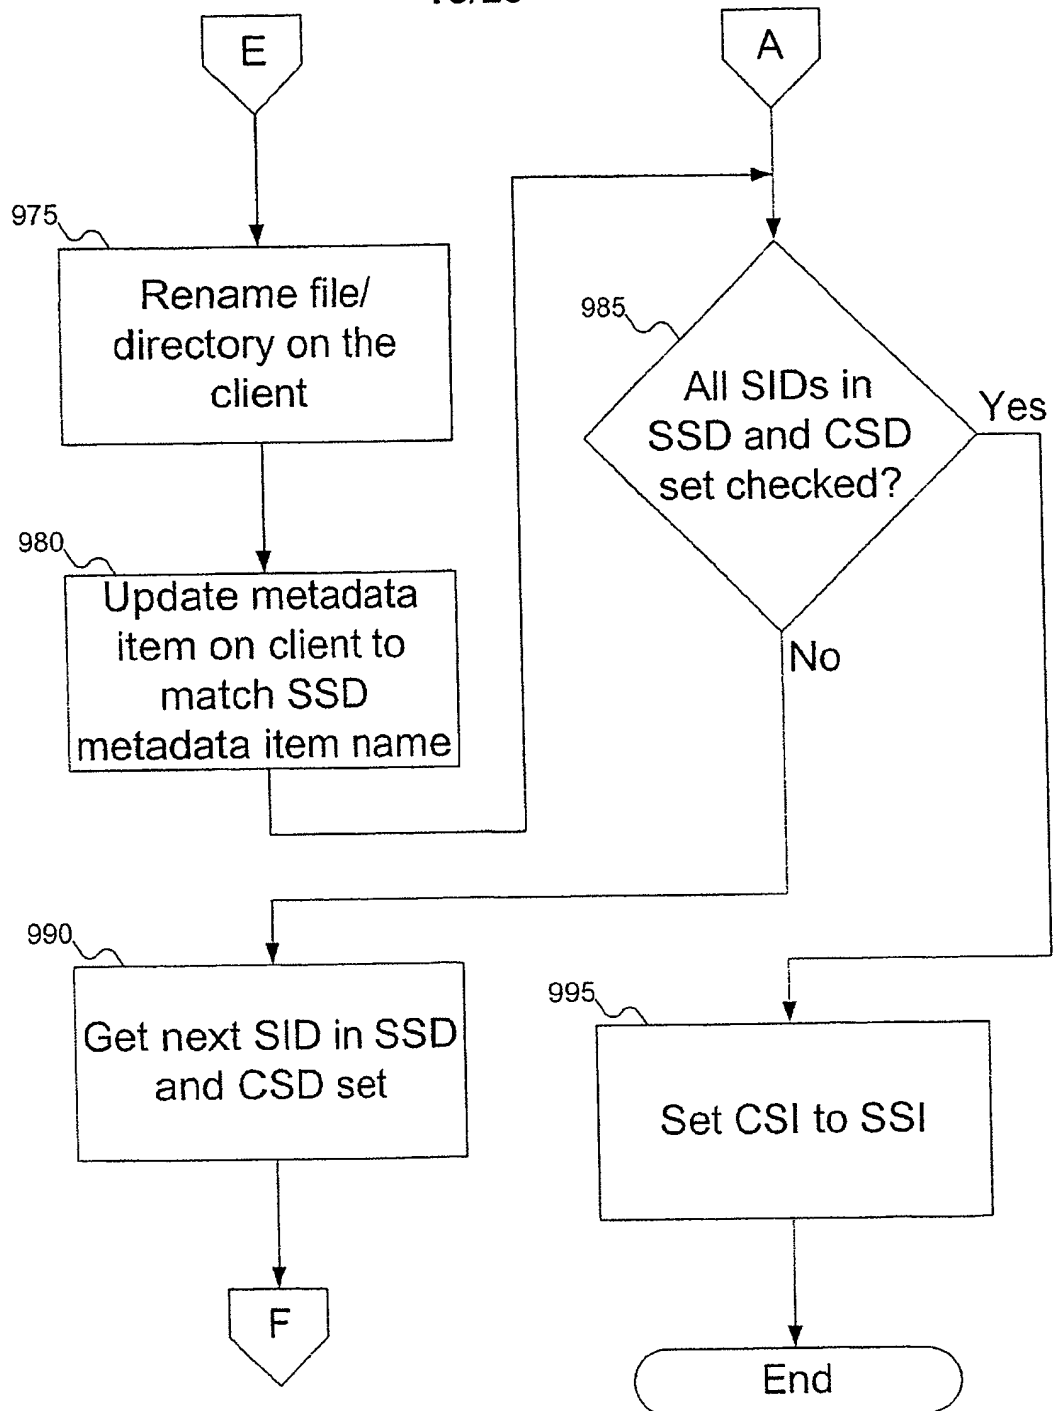 E
A
975
Rename file/
directory on the
client
985
All SIDs in
SSD and CSD
set checked?
Yes
980
Update metadata
item on client to
match SSD
metadata item name
No
990
Get next SID in SSD
and CSD set
995
Set CSI to SSI
F
End